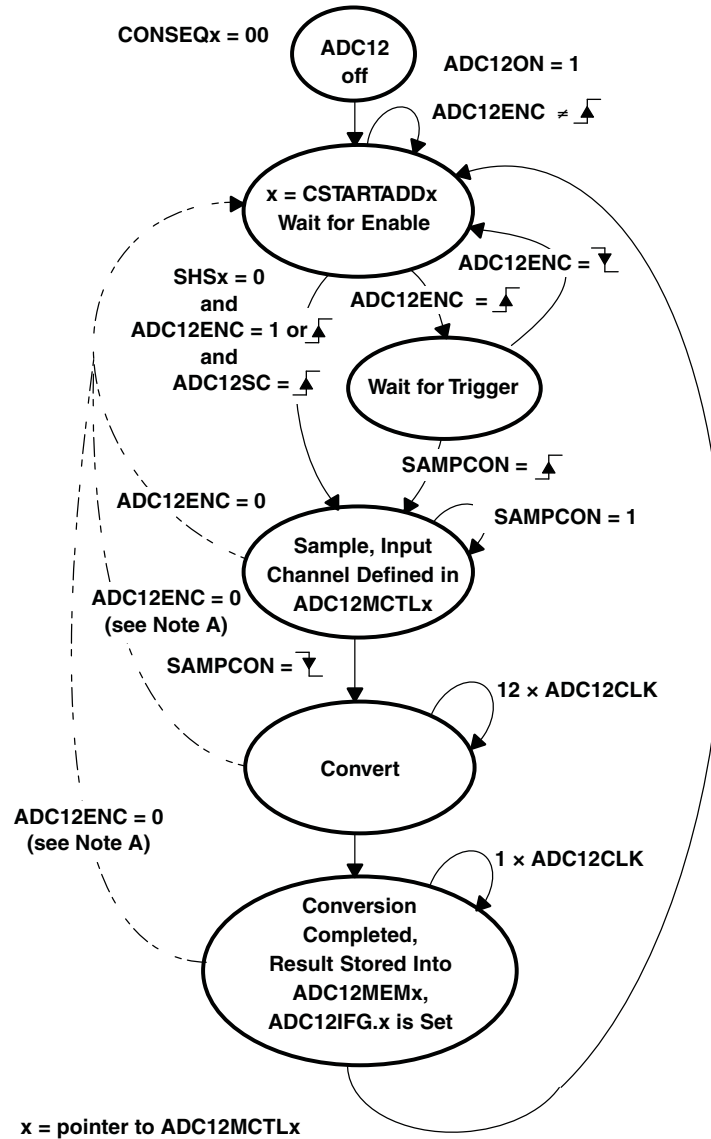 CONSEQx = 00
ADC12
off
ADC12ON = 1
ADC12ENC ≠
x = CSTARTADDx
Wait for Enable
SHSx = 0
and
ADC12ENC = 1 or
and
ADC12SC =
ADC12ENC =
ADC12ENC =
Wait for Trigger
SAMPCON =
ADC12ENC = 0
SAMPCON = 1
Sample, Input
Channel Defined in
ADC12MCTLx
ADC12ENC = 0
(see Note A)
SAMPCON =
12 × ADC12CLK
Convert
ADC12ENC = 0
(see Note A)
1 × ADC12CLK
Conversion
Completed,
Result Stored Into
ADC12MEMx,
ADC12IFG.x is Set
x = pointer to ADC12MCTLx